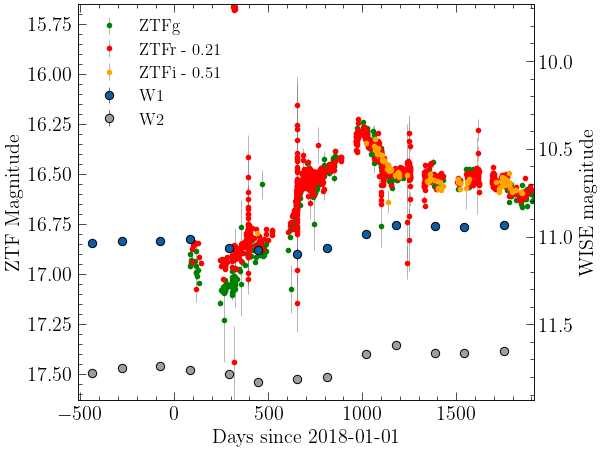 ZTFg
ZTFr - 0.21
ZTFi - 0.51
W1
W2
15.75
16.00
16.25
16.50
16.75
17.00
17.25
17.50
ZTF Magnitude
10.0
10.5
11.0
11.5
WISE magnitude
−500
0
500
1000
1500
Days since 2018-01-01